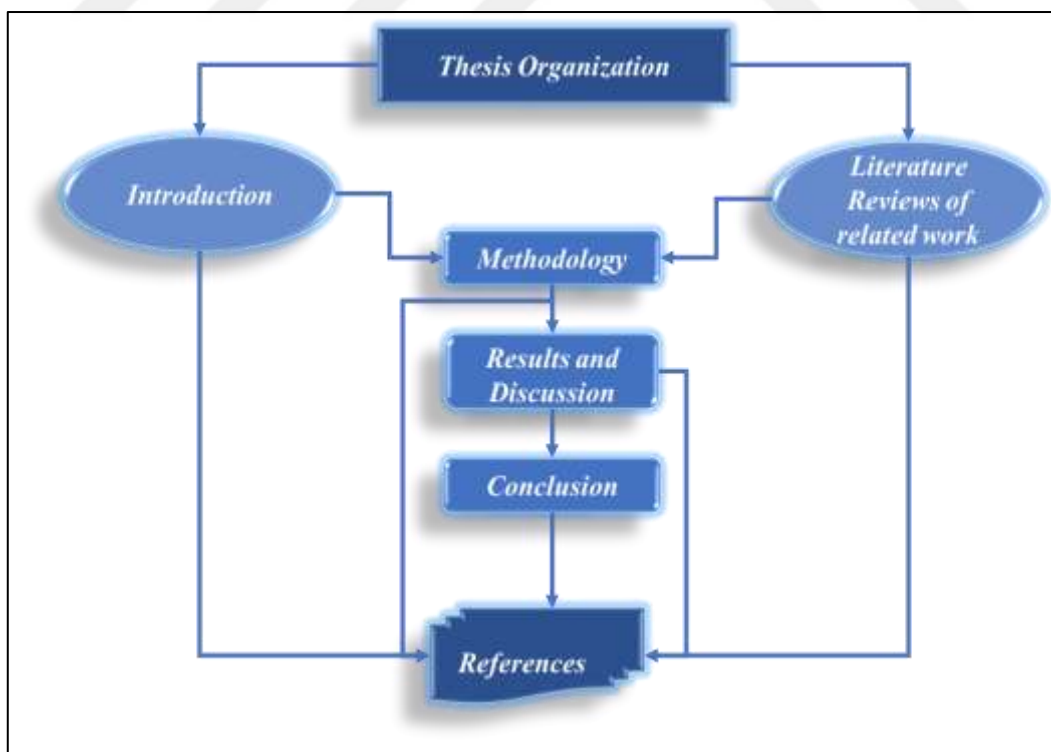 Thesis Organization
Introduction
Literature
Reviews of
related work
Methodology
Results and
Discussion
Conclusion
References